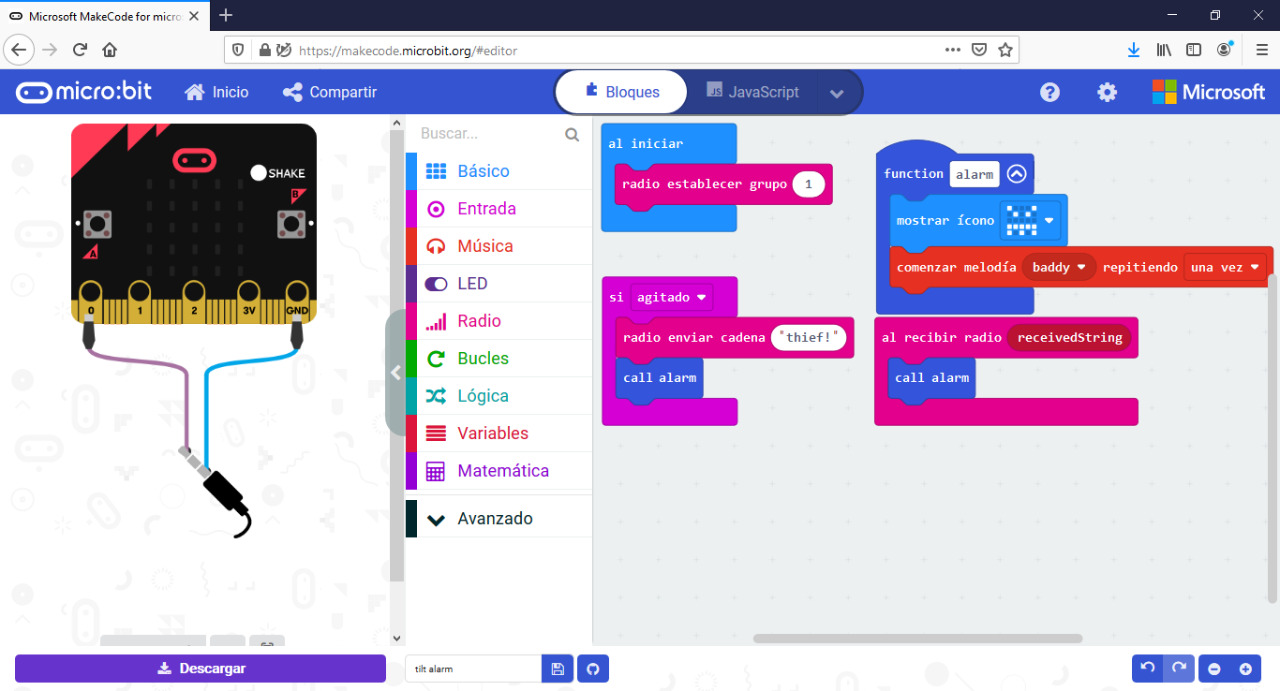 Microsoft MakeCode for micro:
https://makecode.microbit.org/#editor
micro:bit
Inicio
Compartir
Bloques
JS
JavaScript
?
Microsoft
SHAKE
B
A
0
1
2
3V
GND
Buscar...
Básico
Entrada
Música
LED
Radio
Bucles
Lógica
Variables
Matemática
Avanzado
al iniciar
radio establecer grupo 1
si agitado
radio enviar cadena "thief!"
call alarm
function alarm
mostrar ícono
comenzar melodía baddy repitiendo una vez
al recibir radio receivedString
call alarm
Descargar
tilt alarm